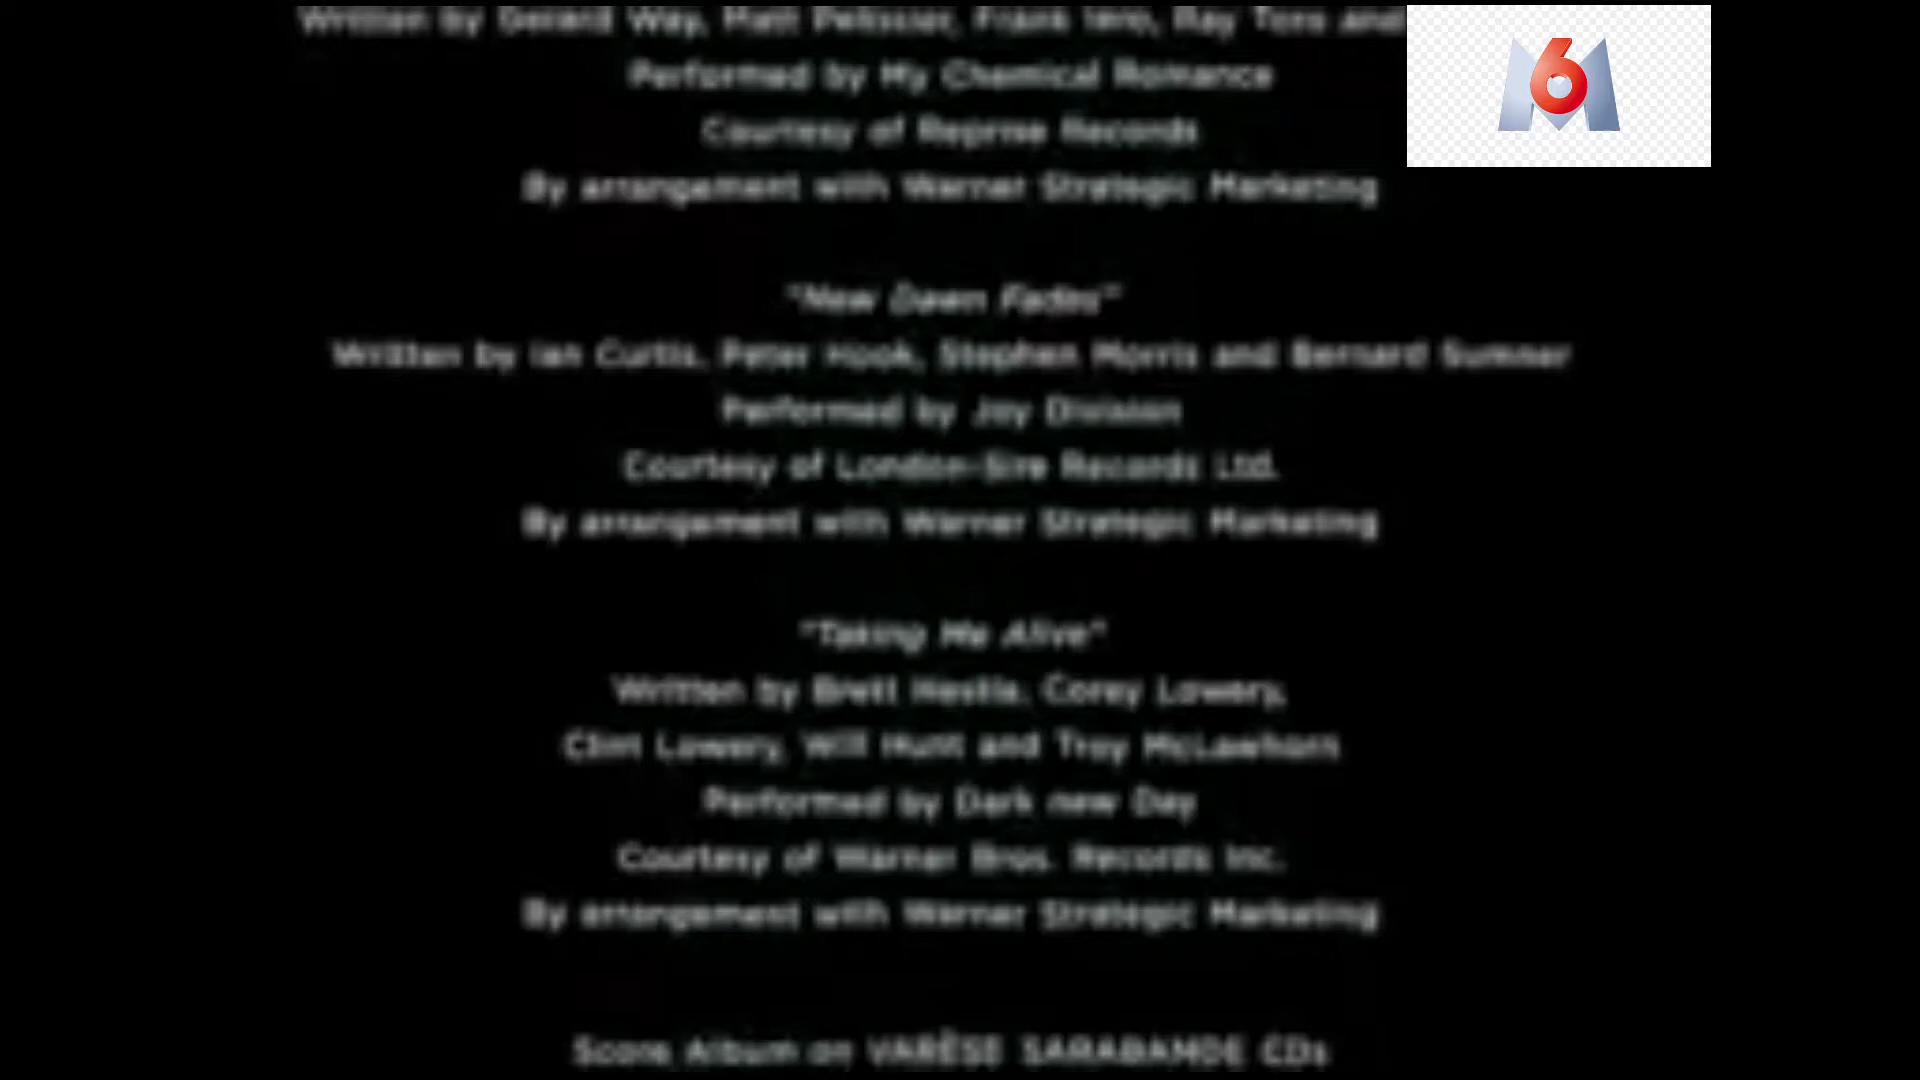 Written by Gerard Way, Matt Pelissier, Frank Iero, Ray Toro and
M6
Performed by My Chemical Romance
Courtesy of Reprise Records
By arrangement with Warner Strategic Marketing
"New Dawn Fades"
Written by Ian Curtis, Peter Hook, Stephen Morris and Bernard Sumner
Performed by Joy Division
Courtesy of London-Sire Records Ltd.
By arrangement with Warner Strategic Marketing
"Taking Me Alive"
Written by Brett Hestla, Corey Lowery,
Clint Lowery, Will Hunt and Troy McLawhorn
Performed by Dark new Day
Courtesy of Warner Bros. Records Inc.
By arrangement with Warner Strategic Marketing
Score Album on VARÈSE SARABANDE CDs